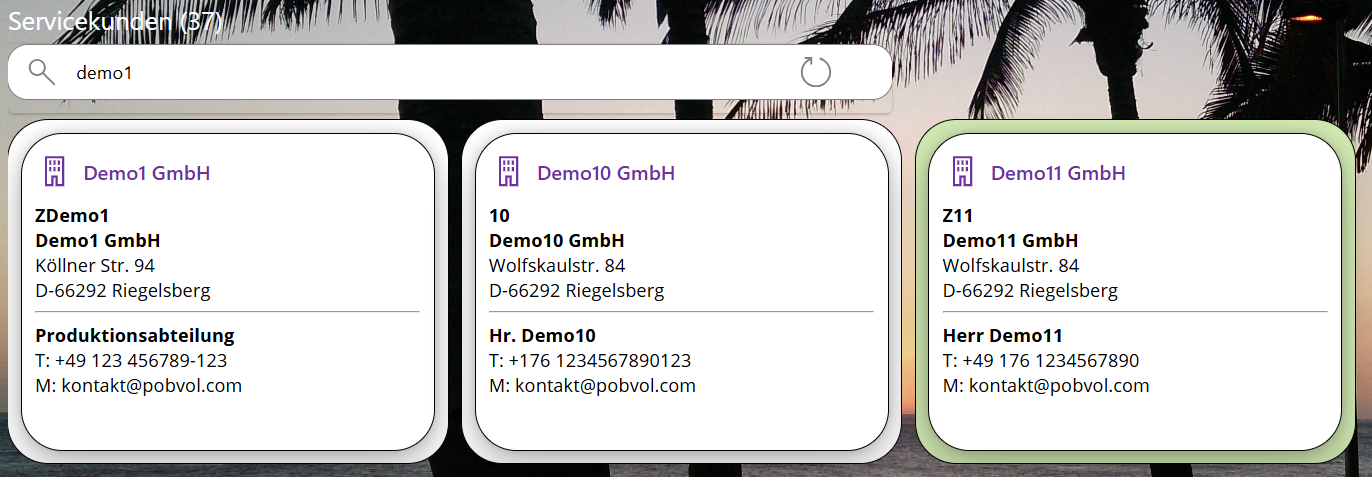 Servicekunden (37)
demo1
Demo1 GmbH
ZDemo1
Demo1 GmbH
Köllner Str. 94
D-66292 Riegelsberg
Produktionsabteilung
T: +49 123 456789-123
M: kontakt@pobvol.com
Demo10 GmbH
10
Demo10 GmbH
Wolfskaulstr. 84
D-66292 Riegelsberg
Hr. Demo10
T: +176 1234567890123
M: kontakt@pobvol.com
Demo11 GmbH
Z11
Demo11 GmbH
Wolfskaulstr. 84
D-66292 Riegelsberg
Herr Demo11
T: +49 176 1234567890
M: kontakt@pobvol.com